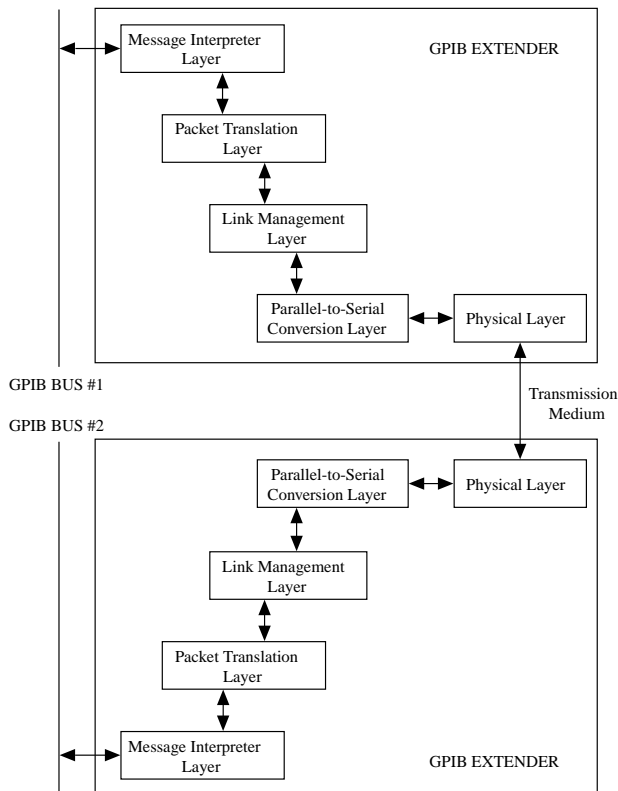 Message Interpreter
Layer
GPIB EXTENDER
Packet Translation
Layer
Link Management
Layer
Parallel-to-Serial
Conversion Layer
Physical Layer
GPIB BUS #1
Transmission
Medium
GPIB BUS #2
Parallel-to-Serial
Conversion Layer
Physical Layer
Link Management
Layer
Packet Translation
Layer
Message Interpreter
Layer
GPIB EXTENDER